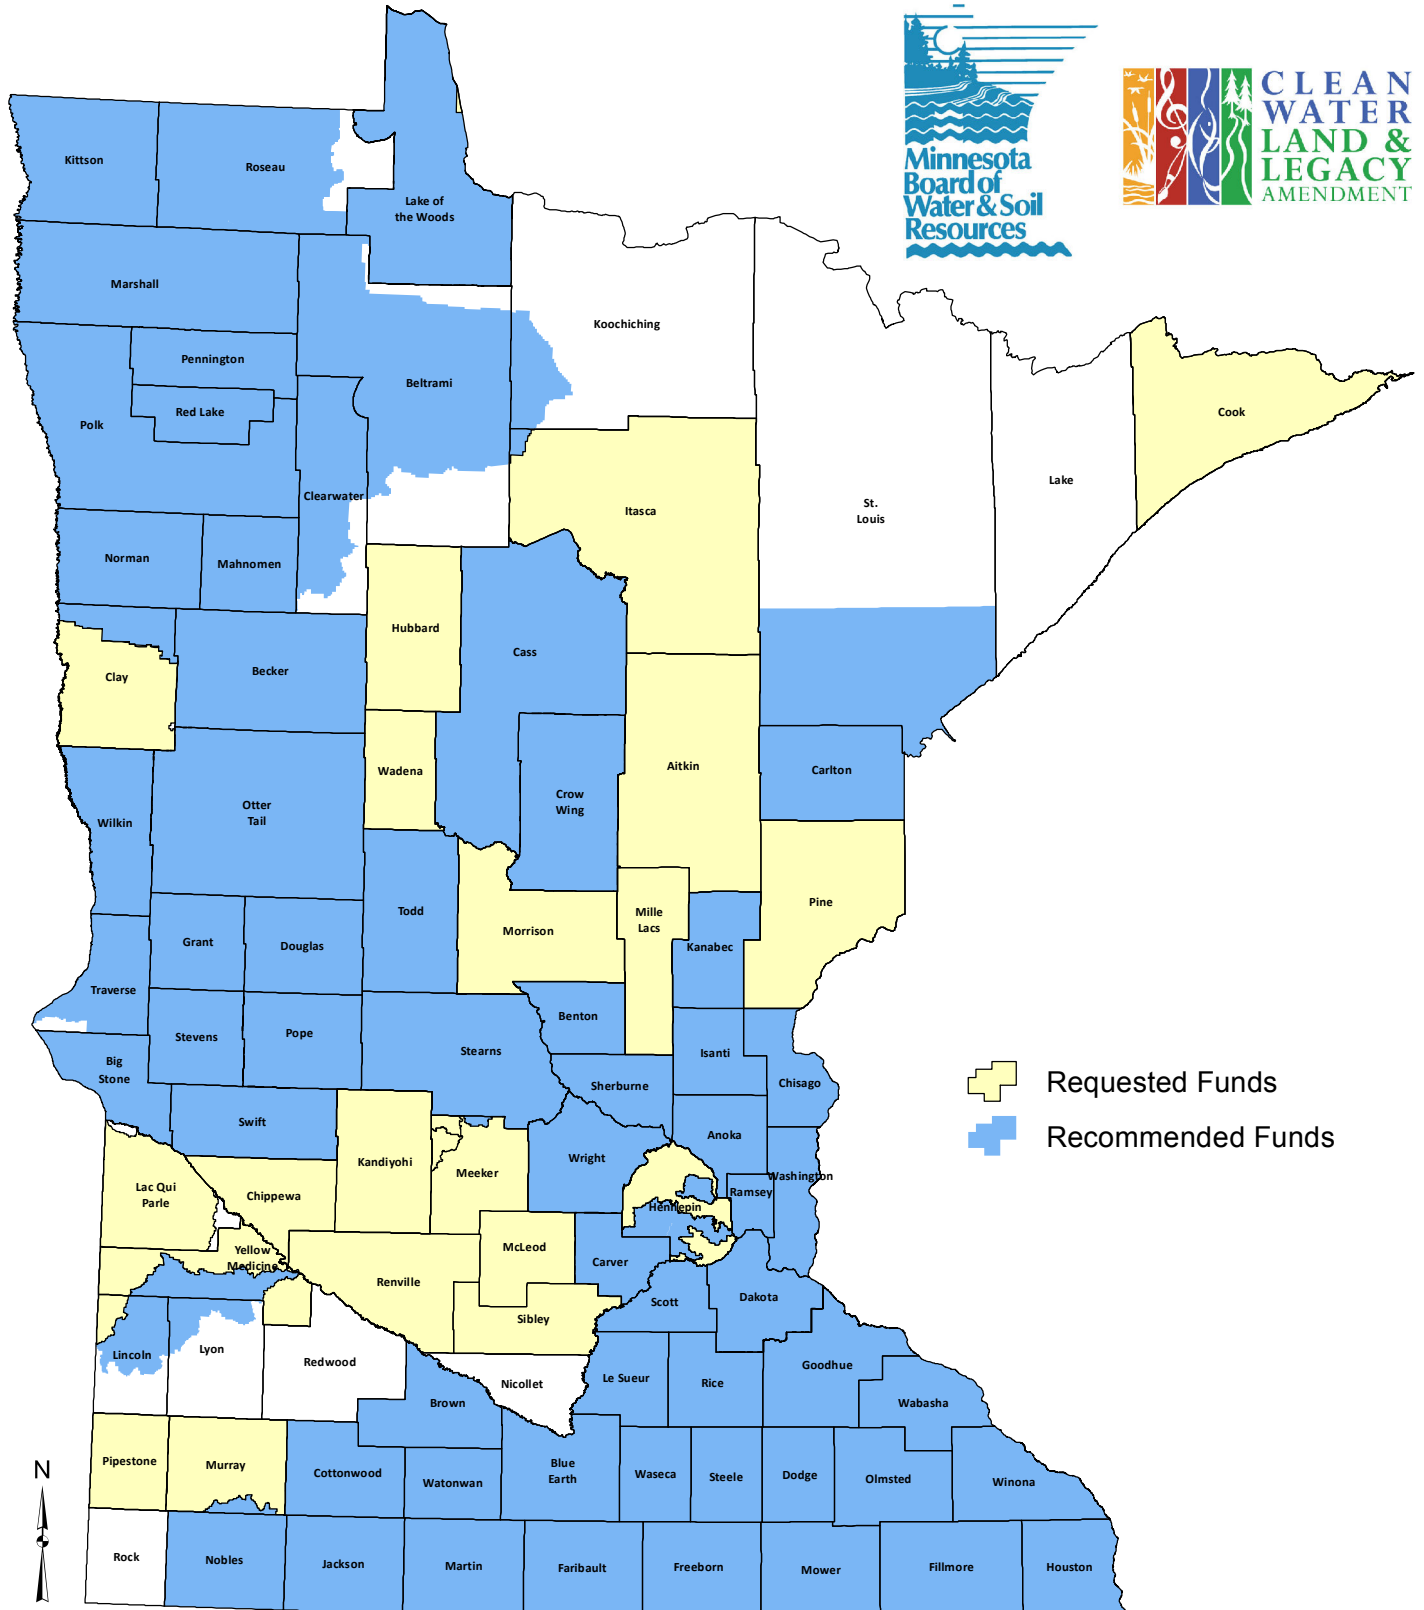 Minnesota
Board of
Water & Soil
Resources
CLEAN
WATER
LAND &
LEGACY
AMENDMENT
Kittson
Roseau
Lake of
the Woods
Marshall
Koochiching
Pennington
Beltrami
Red Lake
Polk
Cook
Clearwater
Itasca
St.
Louis
Lake
Norman
Mahnomen
Hubbard
Cass
Clay
Becker
Wadena
Aitkin
Carlton
Crow
Wing
Otter
Tail
Wilkin
Todd
Mille
Lacs
Pine
Morrison
Grant
Douglas
Kanabec
Traverse
Benton
Stevens
Pope
Stearns
Isanti
Big
Stone
Sherburne
Chisago
Requested Funds
Swift
Anoka
Recommended Funds
Kandiyohi
Wright
Meeker
Washington
Lac Qui
Parle
Chippewa
Ramsey
Hennepin
Yellow
Medicine
McLeod
Carver
Renville
Scott
Dakota
Sibley
Lincoln
Lyon
Redwood
Goodhue
Nicollet
Le Sueur
Rice
Brown
Wabasha
Pipestone
Murray
Cottonwood
Watonwan
Blue
Earth
Waseca
Steele
Dodge
Olmsted
Winona
N
Rock
Nobles
Jackson
Martin
Faribault
Freeborn
Mower
Fillmore
Houston